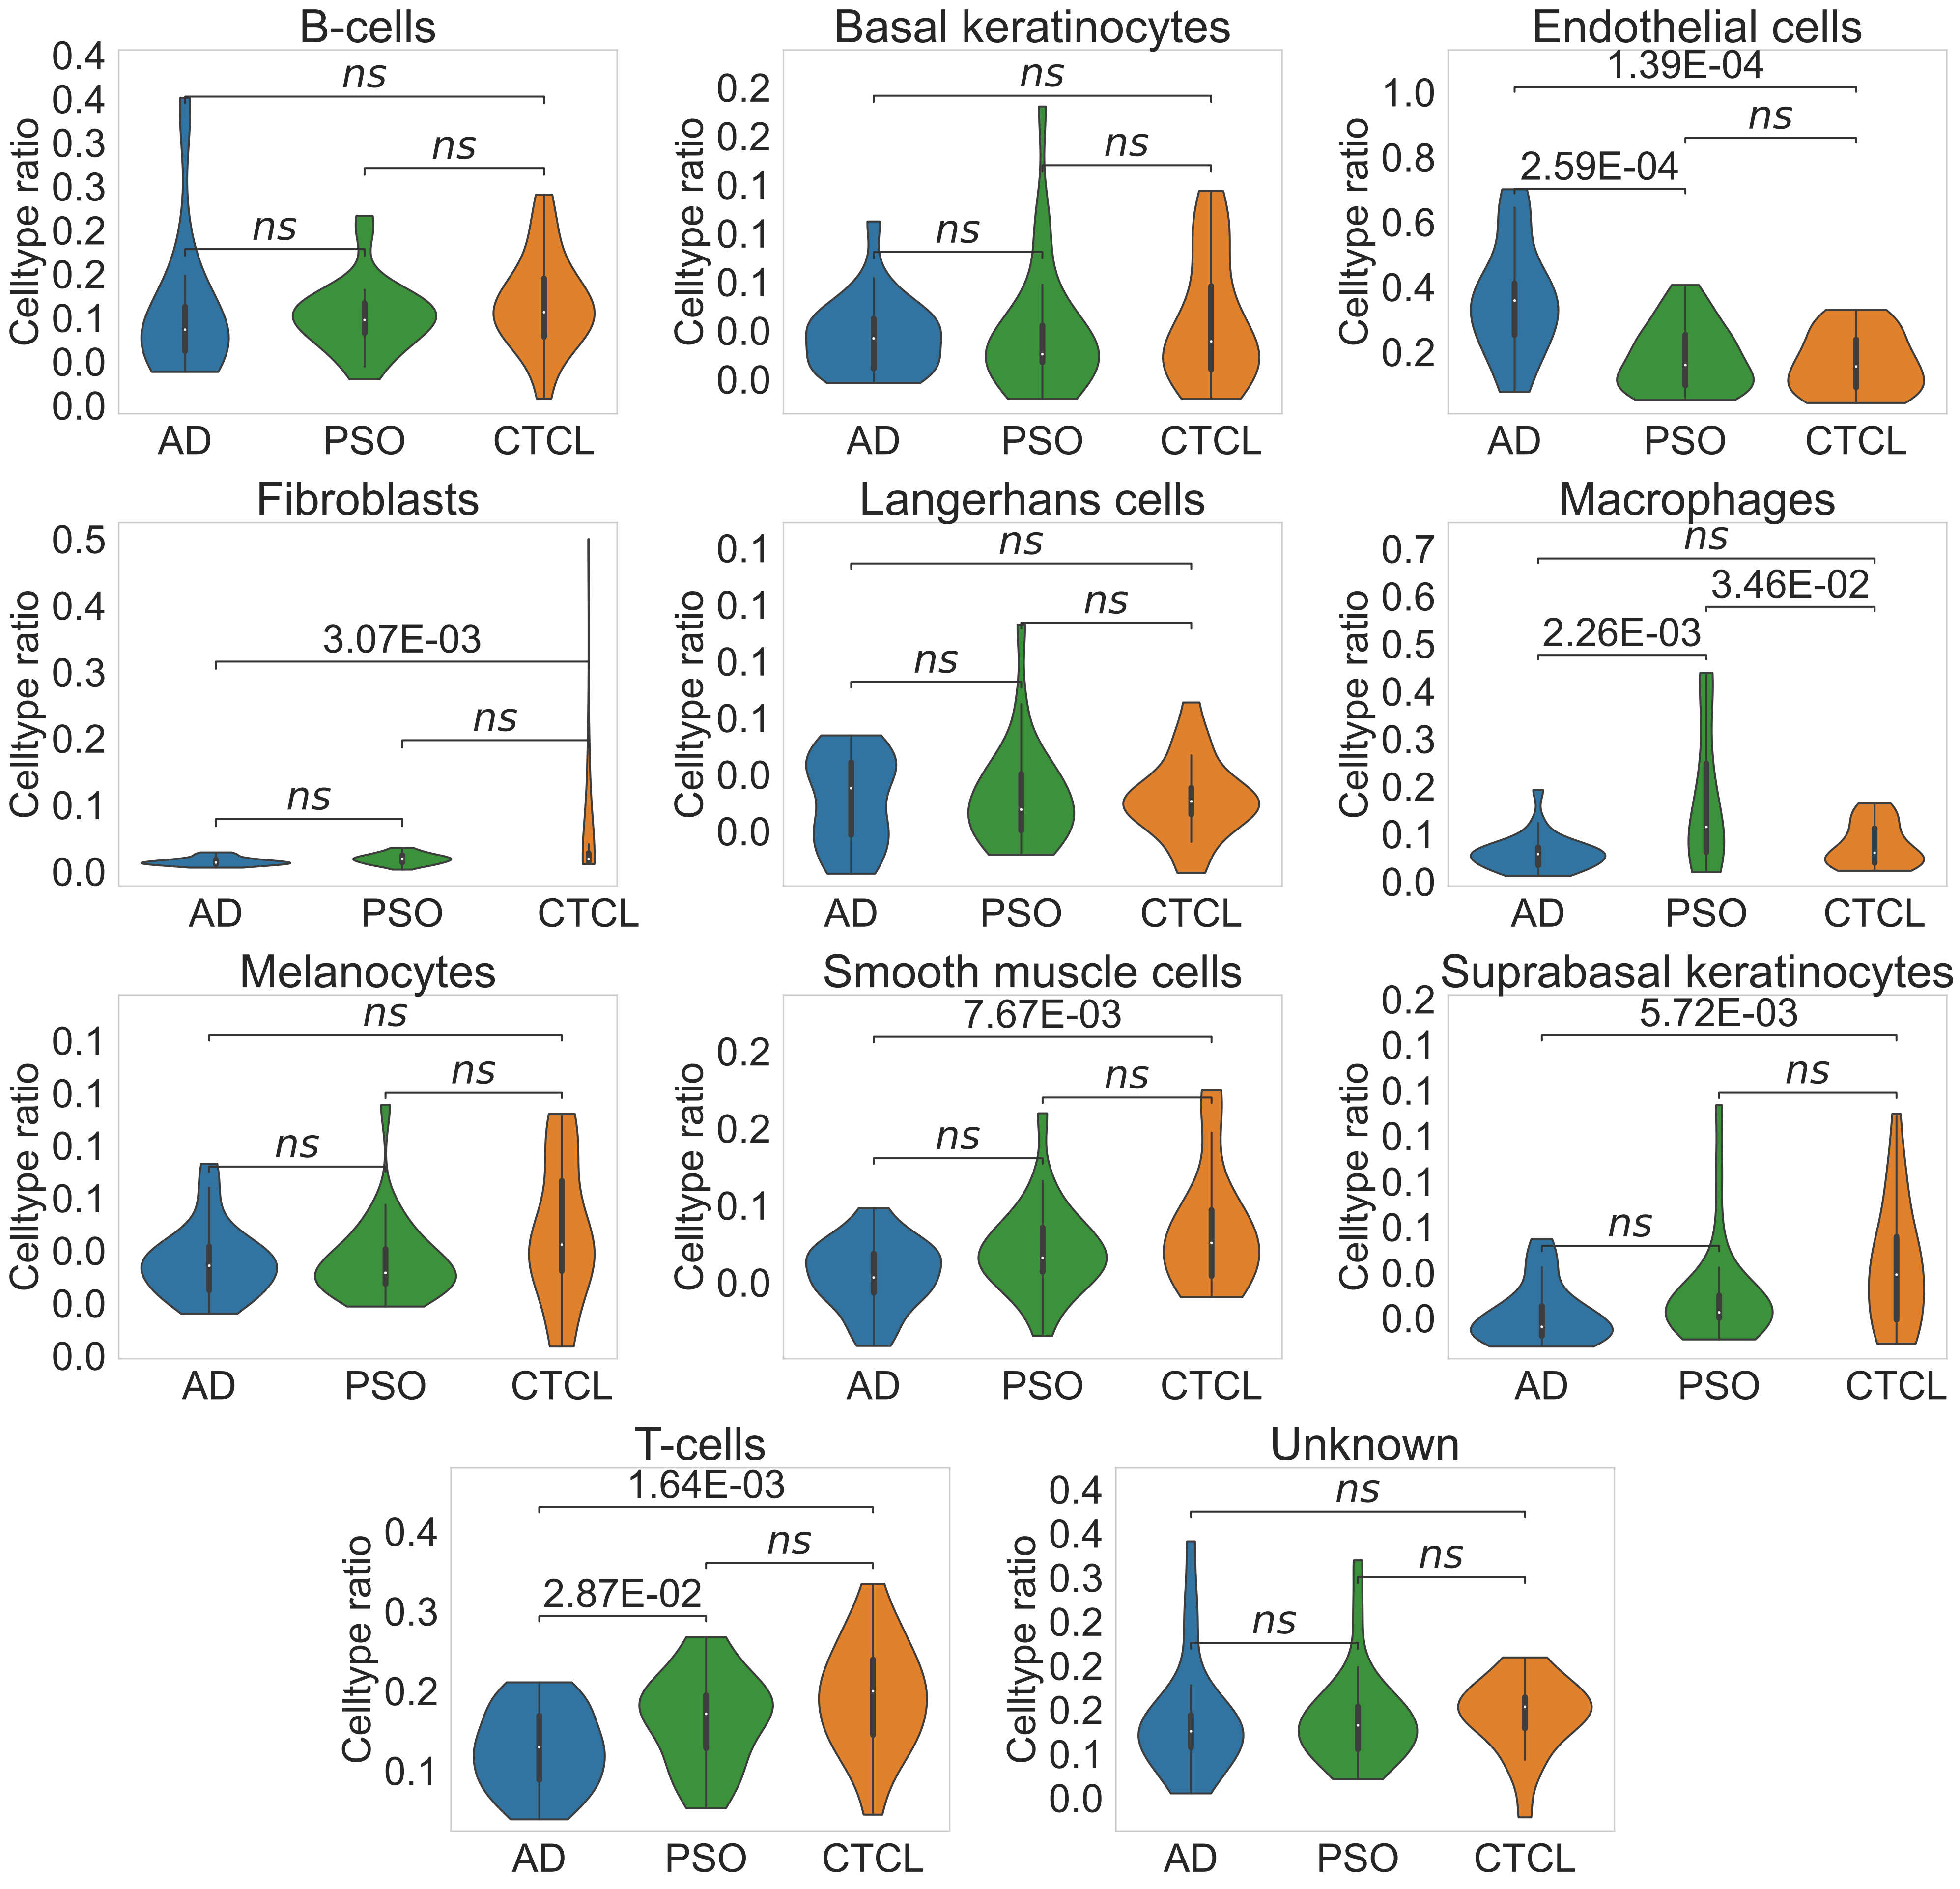 B-cells
Celltype ratio
0.4
0.4
0.3
0.3
0.2
0.2
0.1
0.0
0.0
ns
ns
ns
AD PSO CTCL
Basal keratinocytes
Celltype ratio
0.2
0.2
0.1
0.1
0.1
0.0
0.0
ns
ns
ns
AD PSO CTCL
Endothelial cells
Celltype ratio
1.0
0.8
0.6
0.4
0.2
1.39E-04
ns
2.59E-04
AD PSO CTCL
Fibroblasts
Celltype ratio
0.5
0.4
0.3
0.2
0.1
0.0
3.07E-03
ns
ns
AD PSO CTCL
Langerhans cells
Celltype ratio
0.1
0.1
0.1
0.1
0.0
0.0
ns
ns
ns
AD PSO CTCL
Macrophages
Celltype ratio
0.7
0.6
0.5
0.4
0.3
0.2
0.1
0.0
ns
3.46E-02
2.26E-03
AD PSO CTCL
Melanocytes
Celltype ratio
0.1
0.1
0.1
0.1
0.0
0.0
0.0
ns
ns
ns
AD PSO CTCL
Smooth muscle cells
Celltype ratio
0.2
0.2
0.1
0.0
7.67E-03
ns
ns
AD PSO CTCL
Suprabasal keratinocytes
Celltype ratio
0.2
0.1
0.1
0.1
0.1
0.1
0.0
0.0
5.72E-03
ns
ns
AD PSO CTCL
T-cells
Celltype ratio
0.4
0.3
0.2
0.1
1.64E-03
ns
2.87E-02
AD PSO CTCL
Unknown
Celltype ratio
0.4
0.4
0.3
0.2
0.2
0.2
0.1
0.0
ns
ns
ns
AD PSO CTCL